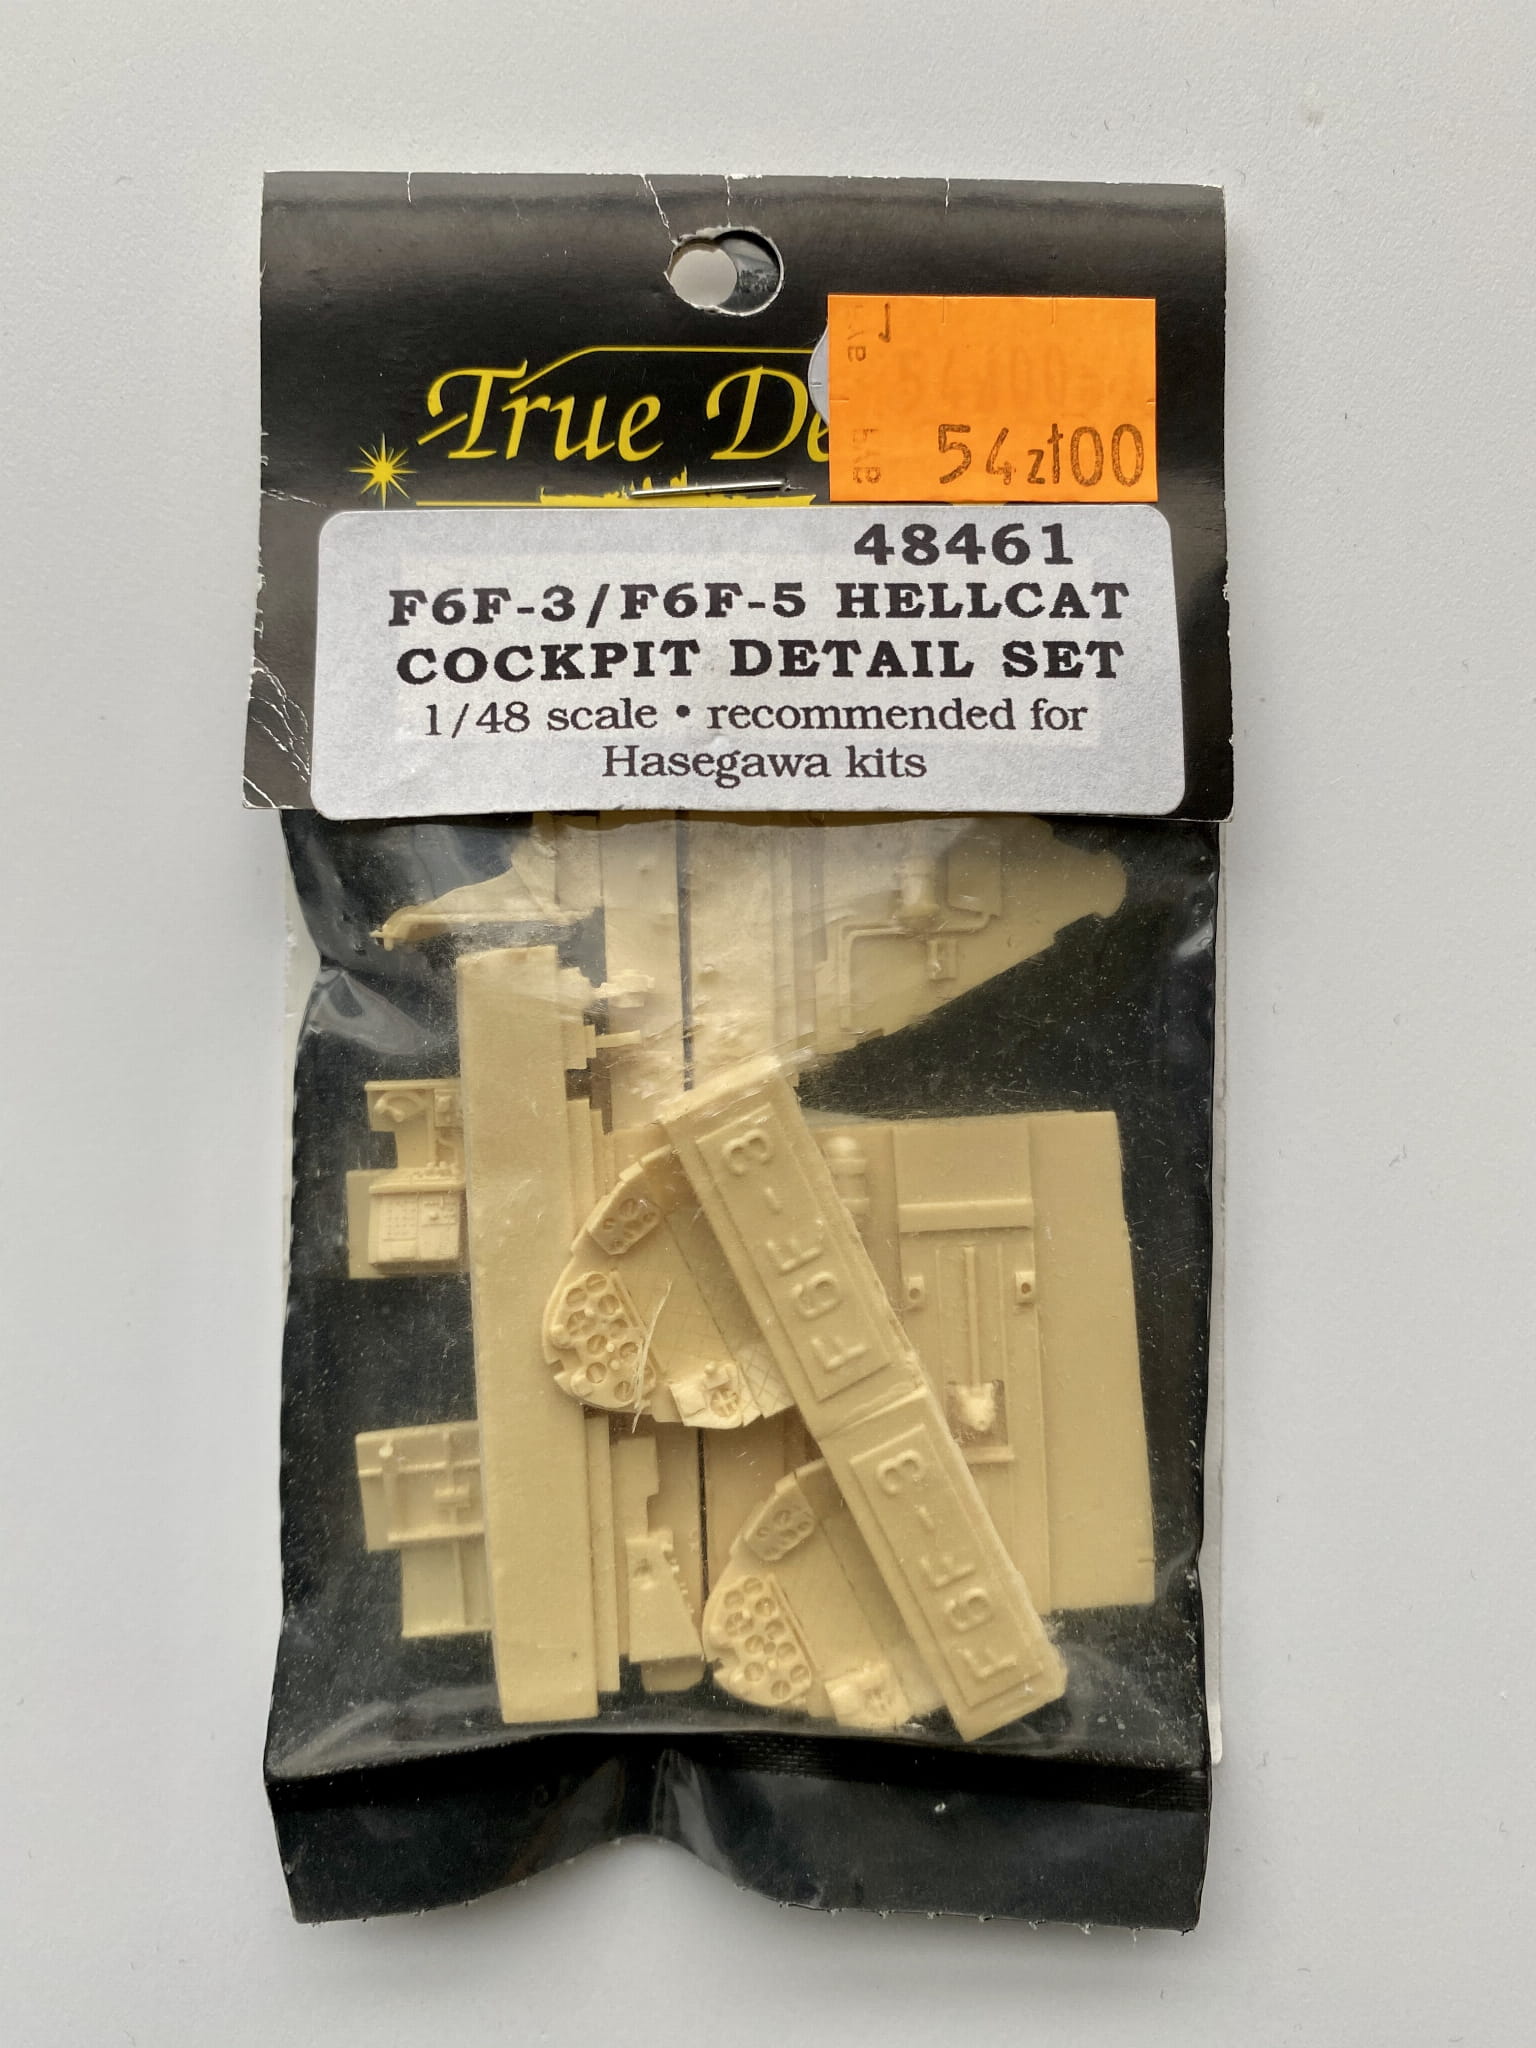 True De
54zł00
48461
F6F-3/F6F-5 HELLCAT
COCKPIT DETAIL SET
1/48 scale • recommended for
Hasegawa kits
F6F-3
F6F-3